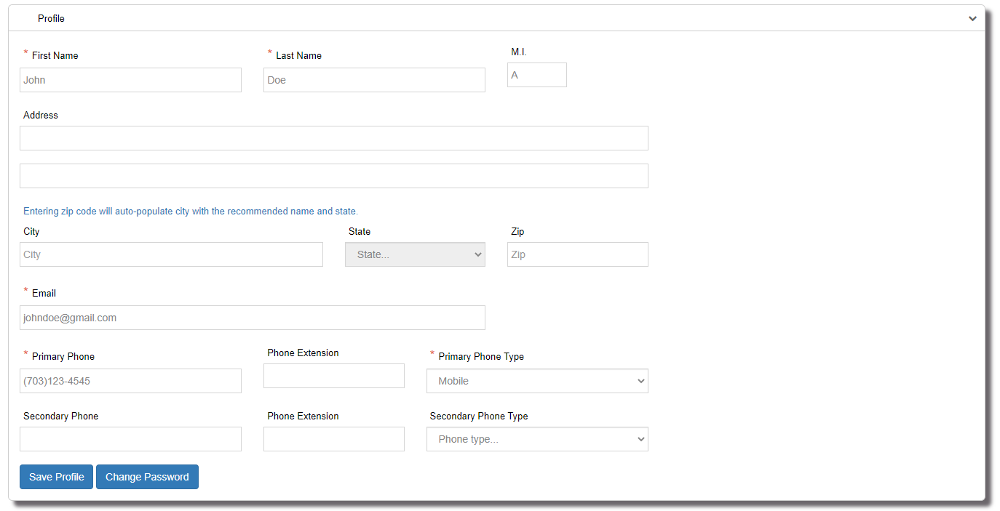 Profile
* First Name * Last Name M.I.
John Doe A
Address
Entering zip code will auto-populate city with the recommended name and state.
City State Zip
City State... Zip
* Email
johndoe@gmail.com
* Primary Phone Phone Extension * Primary Phone Type
(703)123-4545 Mobile
Secondary Phone Phone Extension Secondary Phone Type
Phone type...
Save Profile Change Password